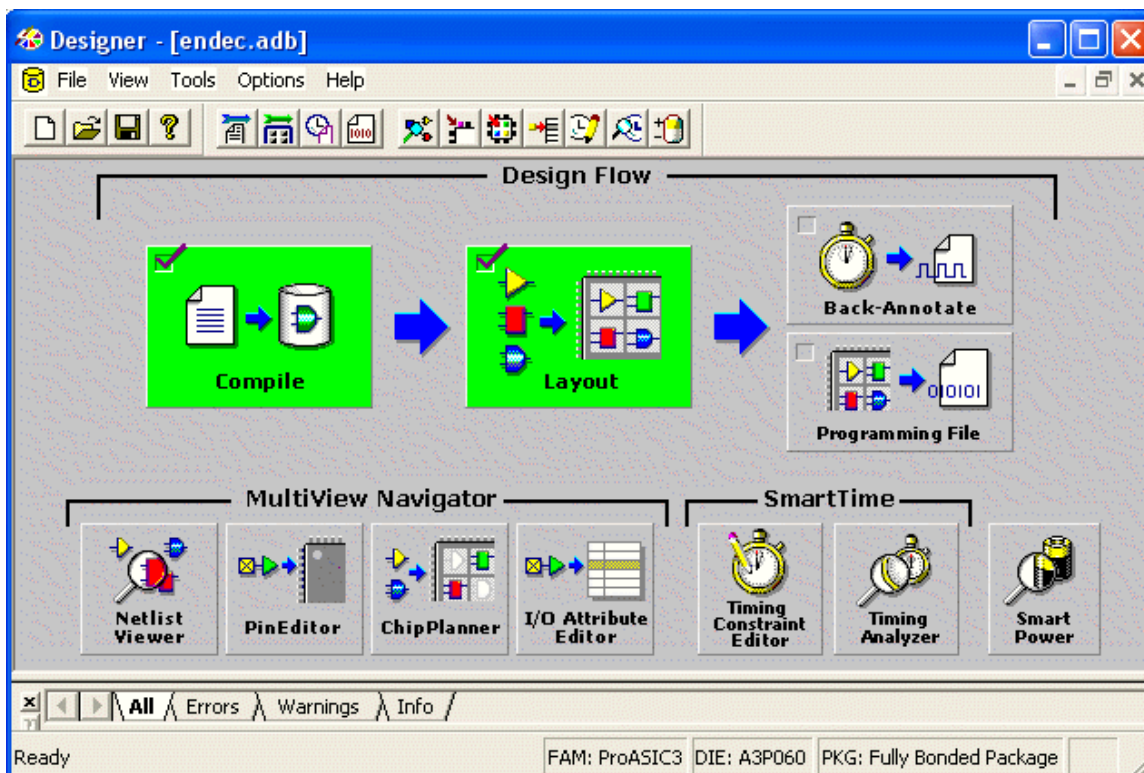 Designer - [endec.adb]
File View Tools Options Help
Design Flow
Compile
Layout
Back-Annotate
010101
Programming File
MultiView Navigator
SmartTime
Netlist
Viewer
PinEditor
ChipPlanner
I/O Attribute
Editor
Timing
Constraint
Editor
Timing
Analyzer
Smart
Power
All Errors Warnings Info
Ready
FAM: ProASIC3 DIE: A3P060 PKG: Fully Bonded Package